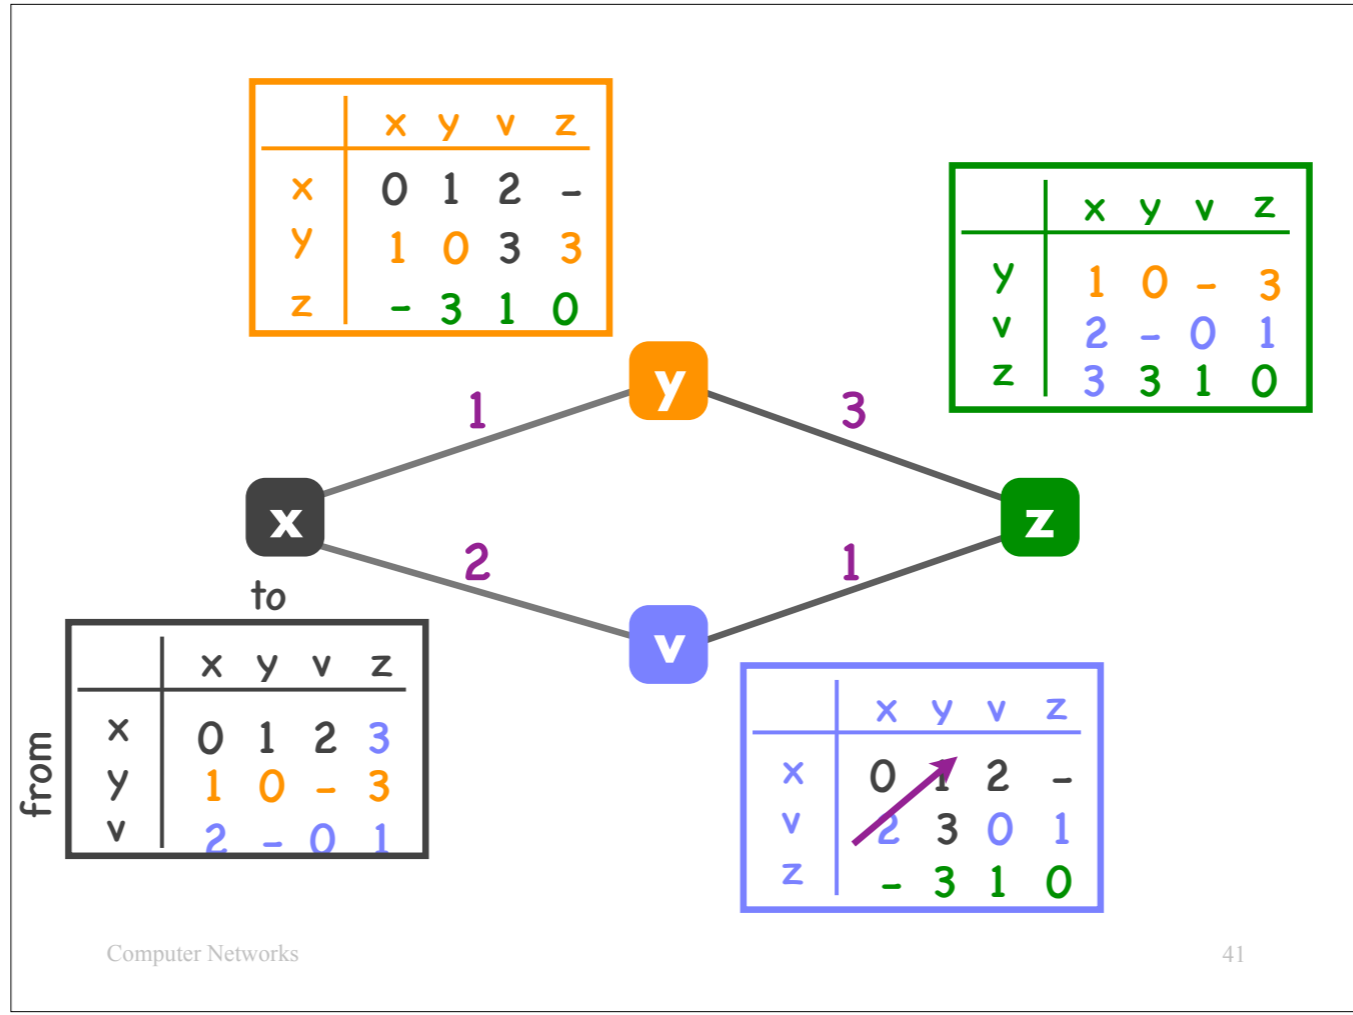 x y v z
x 0 1 2 -
y 1 0 3 3
z - 3 1 0
x y v z
y 1 0 - 3
v 2 - 0 1
z 3 3 1 0
y
1
3
x
z
2
1
v
to
from
x y v z
x 0 1 2 3
y 1 0 - 3
v 2 - 0 1
x y v z
x 0 1 2 -
v 2 3 0 1
z - 3 1 0
Computer Networks
41